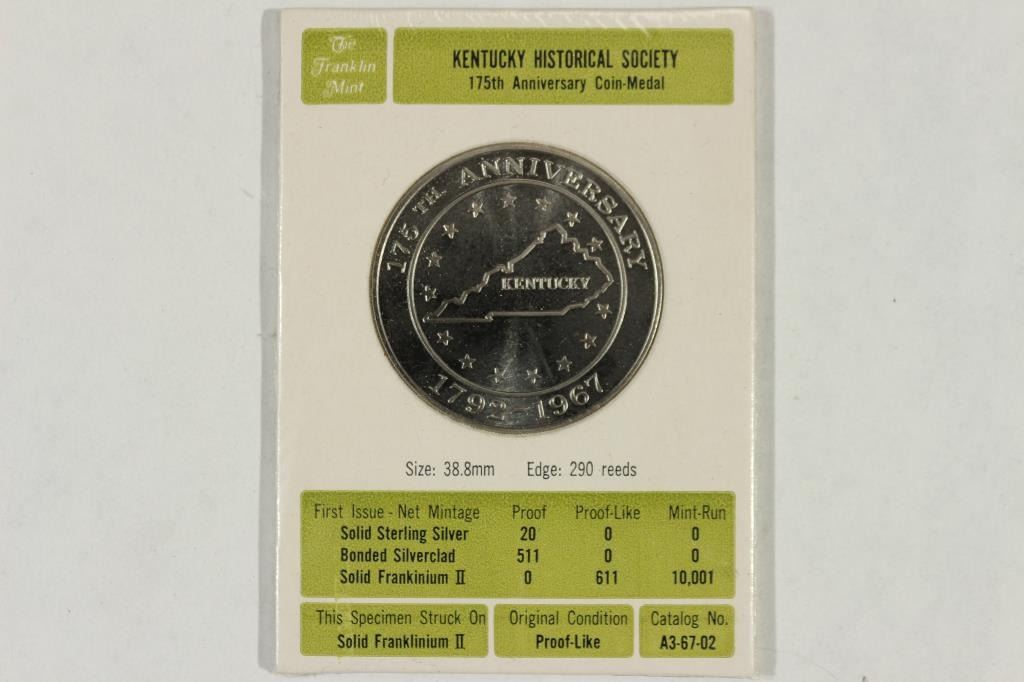 The
Franklin
Mint
KENTUCKY HISTORICAL SOCIETY
175th Anniversary Coin-Medal
175 TH. ANNIVERSARY
KENTUCKY
1792-1967
Size: 38.8mm Edge: 290 reeds
First Issue - Net Mintage Proof Proof-Like Mint-Run
Solid Sterling Silver 20 0 0
Bonded Silverclad 511 0 0
Solid Frankinium II 0 611 10,001
This Specimen Struck On Original Condition Catalog No.
Solid Franklinium II Proof-Like A3-67-02